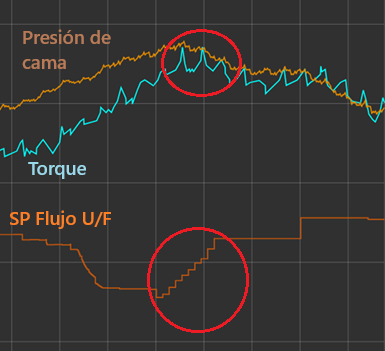 Presión de
cama
Torque
SP Flujo U/F